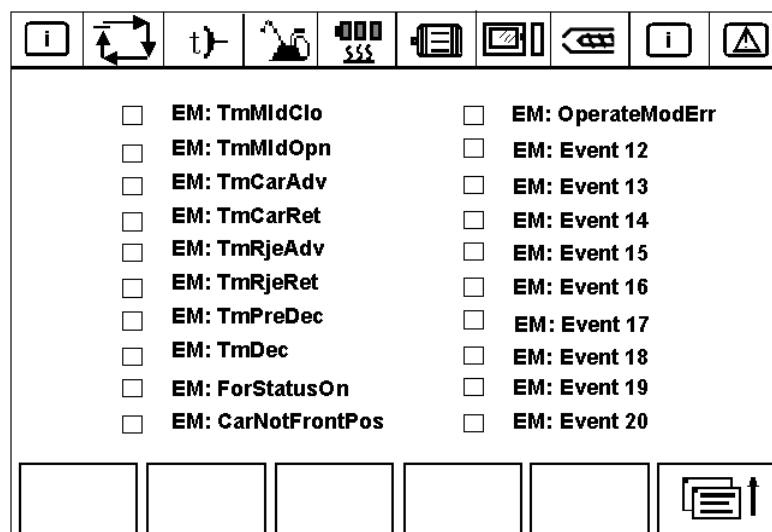 i
t
i
EM: TmMldClo
EM: TmMldOpn
EM: TmCarAdv
EM: TmCarRet
EM: TmRjeAdv
EM: TmRjeRet
EM: TmPreDec
EM: TmDec
EM: ForStatusOn
EM: CarNotFrontPos
EM: OperateModErr
EM: Event 12
EM: Event 13
EM: Event 14
EM: Event 15
EM: Event 16
EM: Event 17
EM: Event 18
EM: Event 19
EM: Event 20